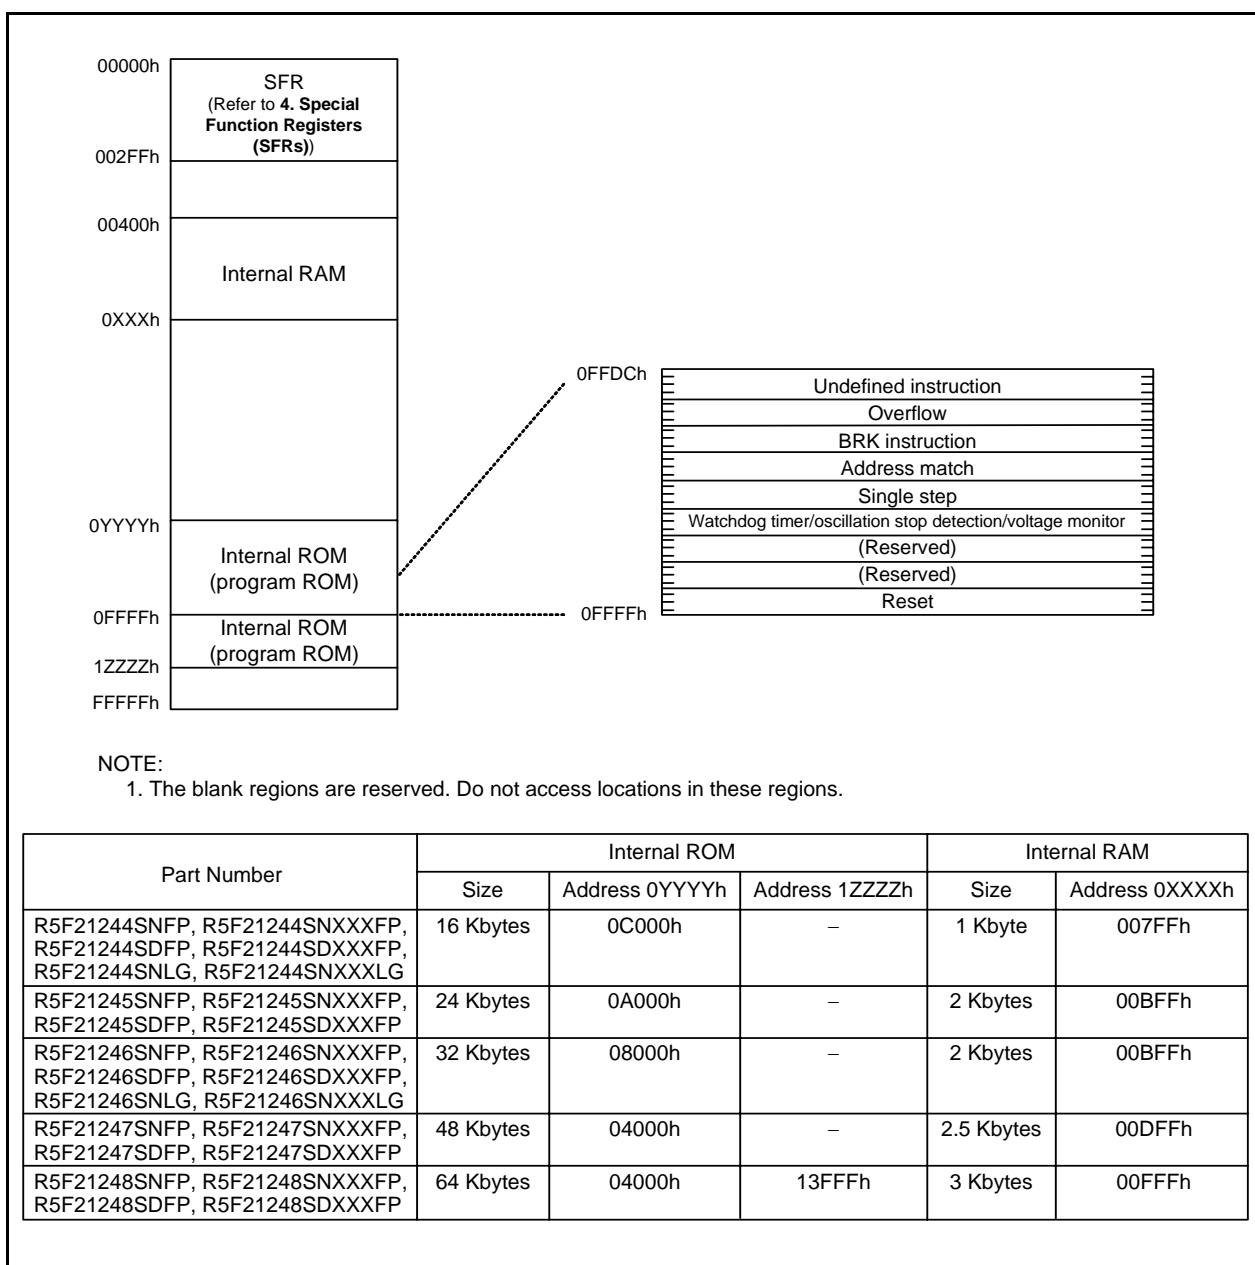 00000h
SFR
(Refer to 4. Special
Function Registers
(SFRs))
002FFh
00400h
Internal RAM
0XXXh
0YYYYh
Internal ROM
(program ROM)
0FFFFh
Internal ROM
(program ROM)
1ZZZZh
FFFFFh
0FFDCh
Undefined instruction
Overflow
BRK instruction
Address match
Single step
Watchdog timer/oscillation stop detection/voltage monitor
(Reserved)
(Reserved)
Reset
0FFFFh
NOTE:
1. The blank regions are reserved. Do not access locations in these regions.
Part Number Internal ROM Internal RAM
Size Address 0YYYYh Address 1ZZZZh Size Address 0XXXXh
R5F21244SNFP, R5F21244SNXXXFP, 16 Kbytes 0C000h – 1 Kbyte 007FFh
R5F21244SDFP, R5F21244SDXXXFP,
R5F21244SNLG, R5F21244SNXXXLG
R5F21245SNFP, R5F21245SNXXXFP, 24 Kbytes 0A000h – 2 Kbytes 00BFFh
R5F21245SDFP, R5F21245SDXXXFP
R5F21246SNFP, R5F21246SNXXXFP, 32 Kbytes 08000h – 2 Kbytes 00BFFh
R5F21246SDFP, R5F21246SDXXXFP,
R5F21246SNLG, R5F21246SNXXXLG
R5F21247SNFP, R5F21247SNXXXFP, 48 Kbytes 04000h – 2.5 Kbytes 00DFFh
R5F21247SDFP, R5F21247SDXXXFP
R5F21248SNFP, R5F21248SNXXXFP, 64 Kbytes 04000h 13FFFh 3 Kbytes 00FFFh
R5F21248SDFP, R5F21248SDXXXFP